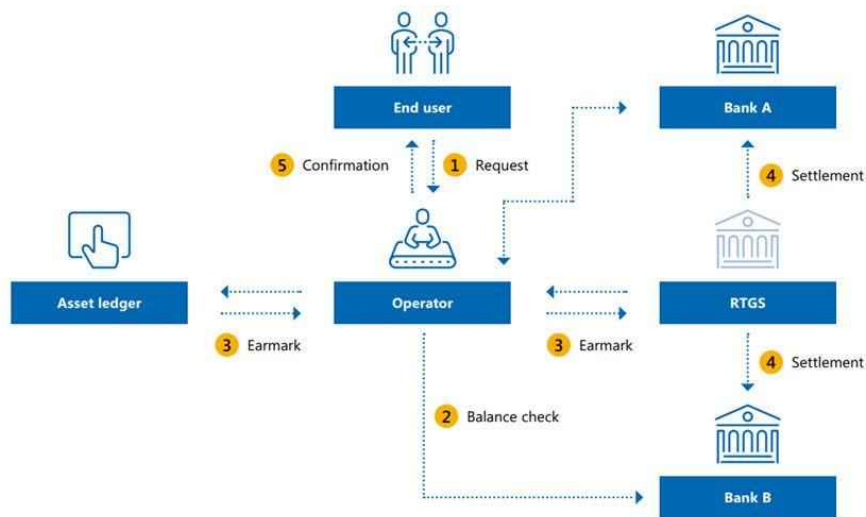 End user
Bank A
5 Confirmation
1 Request
4 Settlement
Asset ledger
Operator
RTGS
3 Earmark
3 Earmark
4 Settlement
2 Balance check
Bank B